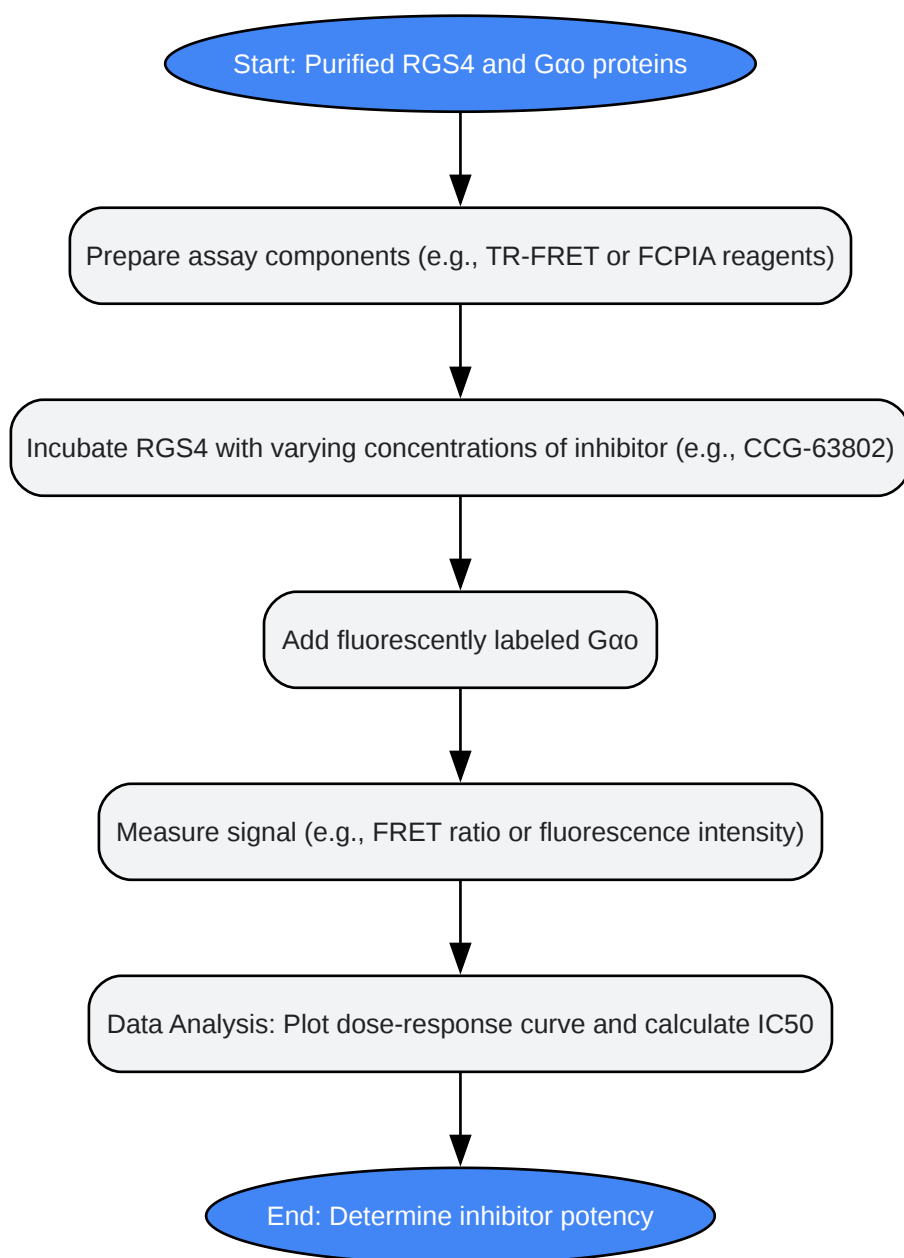 Start: Purified RGS4 and Gαo proteins
Prepare assay components (e.g., TR-FRET or FCPIA reagents)
Incubate RGS4 with varying concentrations of inhibitor (e.g., CCG-63802)
Add fluorescently labeled Gαo
Measure signal (e.g., FRET ratio or fluorescence intensity)
Data Analysis: Plot dose-response curve and calculate IC50
End: Determine inhibitor potency